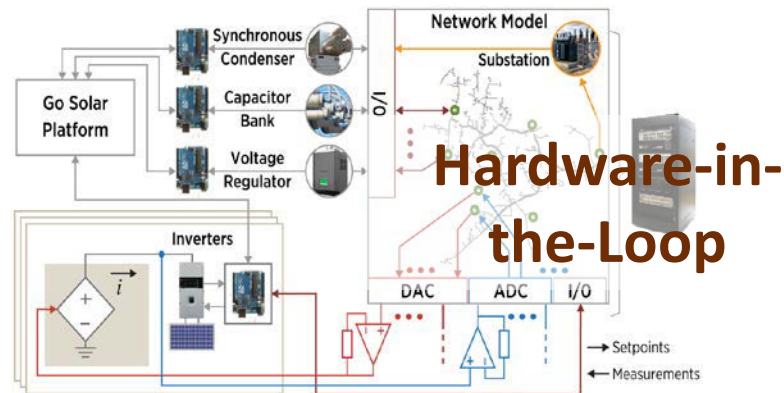 Network Model
Synchronous
Condenser
Substation
Go Solar
Platform
Capacitor
Bank
I/O
Voltage
Regulator
Hardware-in-
the-Loop
Inverters
i
+
−
DAC
ADC
I/O
− +
+ −
Setpoints
Measurements